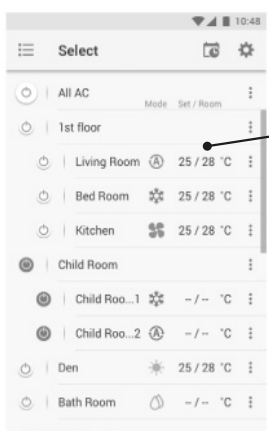 10:48
Select
All AC
Mode Set / Room
1st floor
Living Room A 25 / 28 °C
Bed Room 25 / 28 °C
Kitchen 25 / 28 °C
Child Room
Child Roo...1 -- / -- °C
Child Roo...2 A -- / -- °C
Den 25 / 28 °C
Bath Room -- / -- °C